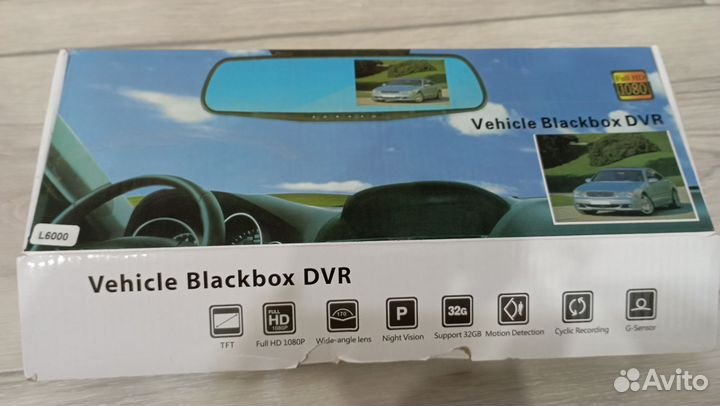 Full HD
1080
Vehicle Blackbox DVR
L6000
Vehicle Blackbox DVR
FULL
HD
1080P
170
P
32G
TFT
Full HD 1080P
Wide-angle lens
Night Vision
Support 32GB
Motion Detection
Cyclic Recording
G-Sensor
Avito